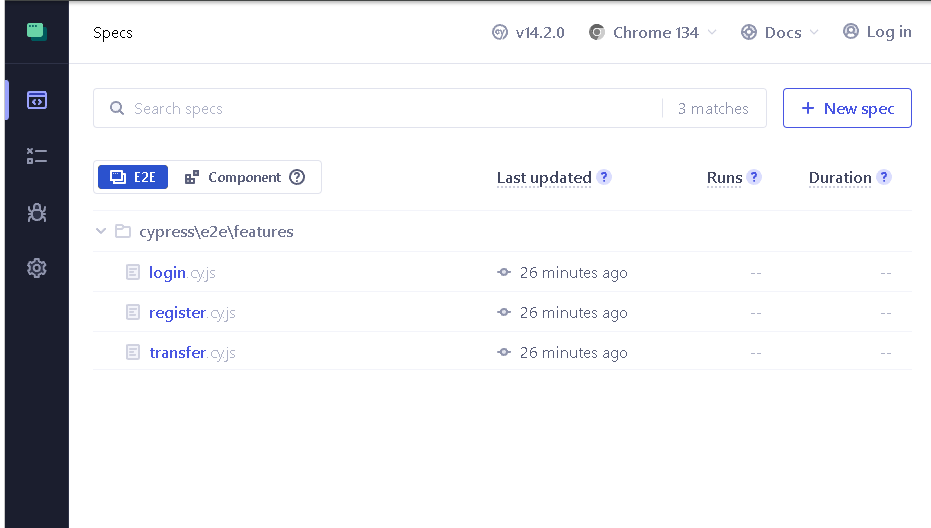 Specs v14.2.0 Chrome 134 Docs Log in
Search specs 3 matches + New spec
E2E Component ? Last updated ? Runs ? Duration ?
cypress\e2e\features
login.cy.js 26 minutes ago -- --
register.cy.js 26 minutes ago -- --
transfer.cy.js 26 minutes ago -- --